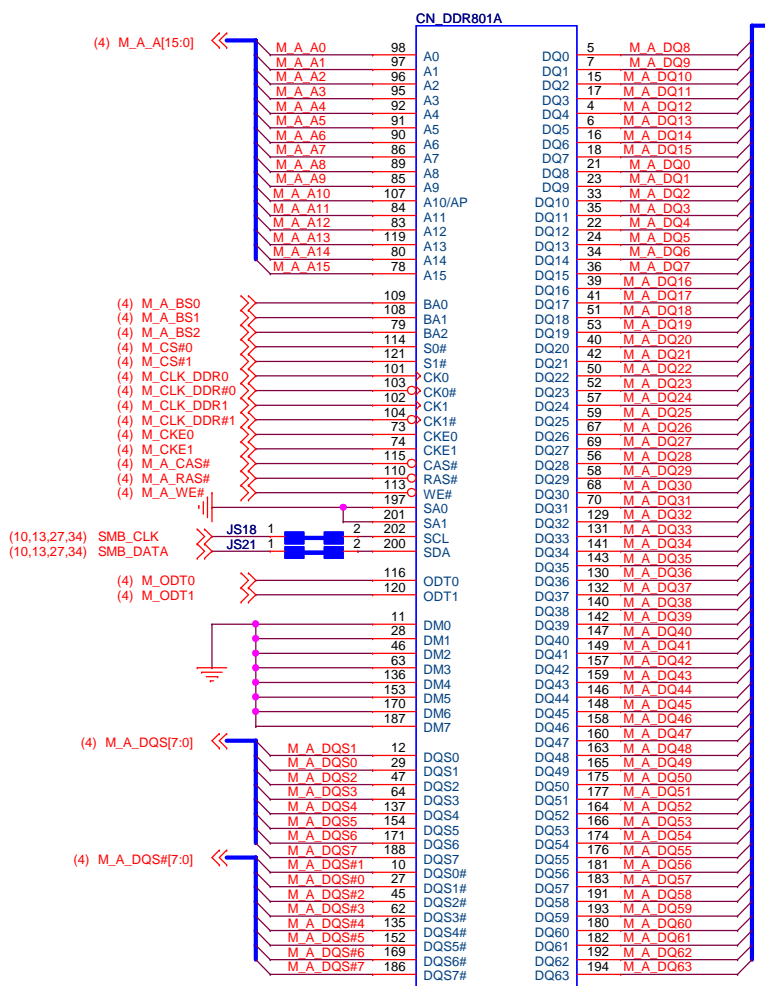 CN_DDR801A
(4) M_A_A[15:0]
M_A_A0 98 A0 DQ0 5 M_A_DQ8
M_A_A1 97 A1 DQ1 7 M_A_DQ9
M_A_A2 96 A2 DQ2 15 M_A_DQ10
M_A_A3 95 A3 DQ3 17 M_A_DQ11
M_A_A4 92 A4 DQ4 4 M_A_DQ12
M_A_A5 91 A5 DQ5 6 M_A_DQ13
M_A_A6 90 A6 DQ6 16 M_A_DQ14
M_A_A7 86 A7 DQ7 18 M_A_DQ15
M_A_A8 89 A8 DQ8 21 M_A_DQ0
M_A_A9 85 A9 DQ9 23 M_A_DQ1
M_A_A10 107 A10/AP DQ10 33 M_A_DQ2
M_A_A11 84 A11 DQ11 35 M_A_DQ3
M_A_A12 83 A12 DQ12 22 M_A_DQ4
M_A_A13 119 A13 DQ13 24 M_A_DQ5
M_A_A14 80 A14 DQ14 34 M_A_DQ6
M_A_A15 78 A15 DQ15 36 M_A_DQ7
DQ16 39 M_A_DQ16
(4) M_A_BS0 109 BA0 DQ17 41 M_A_DQ17
(4) M_A_BS1 108 BA1 DQ18 51 M_A_DQ18
(4) M_A_BS2 79 BA2 DQ19 53 M_A_DQ19
(4) M_CS#0 114 S0# DQ20 40 M_A_DQ20
(4) M_CS#1 121 S1# DQ21 42 M_A_DQ21
(4) M_CLK_DDR0 101 CK0 DQ22 50 M_A_DQ22
(4) M_CLK_DDR#0 103 CK0# DQ23 52 M_A_DQ23
(4) M_CLK_DDR1 102 CK1 DQ24 57 M_A_DQ24
(4) M_CLK_DDR#1 104 CK1# DQ25 59 M_A_DQ25
(4) M_CKE0 73 CKE0 DQ26 67 M_A_DQ26
(4) M_CKE1 74 CKE1 DQ27 69 M_A_DQ27
(4) M_A_CAS# 115 CAS# DQ28 56 M_A_DQ28
(4) M_A_RAS# 110 RAS# DQ29 58 M_A_DQ29
(4) M_A_WE# 113 WE# DQ30 68 M_A_DQ30
197 SA0 DQ31 70 M_A_DQ31
201 SA1 DQ32 129 M_A_DQ32
(10,13,27,34) SMB_CLK JS18 1 2 202 SCL DQ33 131 M_A_DQ33
(10,13,27,34) SMB_DATA JS21 1 2 200 SDA DQ34 141 M_A_DQ34
DQ35 143 M_A_DQ35
(4) M_ODT0 116 ODT0 DQ36 130 M_A_DQ36
(4) M_ODT1 120 ODT1 DQ37 132 M_A_DQ37
DQ38 140 M_A_DQ38
11 DM0 DQ39 142 M_A_DQ39
28 DM1 DQ40 147 M_A_DQ40
46 DM2 DQ41 149 M_A_DQ41
63 DM3 DQ42 157 M_A_DQ42
136 DM4 DQ43 159 M_A_DQ43
153 DM5 DQ44 146 M_A_DQ44
170 DM6 DQ45 148 M_A_DQ45
187 DM7 DQ46 158 M_A_DQ46
DQ47 160 M_A_DQ47
(4) M_A_DQS[7:0]
M_A_DQS1 12 DQS0 DQ48 163 M_A_DQ48
M_A_DQS0 29 DQS1 DQ49 165 M_A_DQ49
M_A_DQS2 47 DQS2 DQ50 175 M_A_DQ50
M_A_DQS3 64 DQS3 DQ51 177 M_A_DQ51
M_A_DQS4 137 DQS4 DQ52 164 M_A_DQ52
M_A_DQS5 154 DQS5 DQ53 166 M_A_DQ53
M_A_DQS6 171 DQS6 DQ54 174 M_A_DQ54
M_A_DQS7 188 DQS7 DQ55 176 M_A_DQ55
(4) M_A_DQS#[7:0]
M_A_DQS#1 10 DQS0# DQ56 181 M_A_DQ56
M_A_DQS#0 27 DQS1# DQ57 183 M_A_DQ57
M_A_DQS#2 45 DQS2# DQ58 191 M_A_DQ58
M_A_DQS#3 62 DQS3# DQ59 193 M_A_DQ59
M_A_DQS#4 135 DQS4# DQ60 180 M_A_DQ60
M_A_DQS#5 152 DQS5# DQ61 182 M_A_DQ61
M_A_DQS#6 169 DQS6# DQ62 192 M_A_DQ62
M_A_DQS#7 186 DQS7# DQ63 194 M_A_DQ63